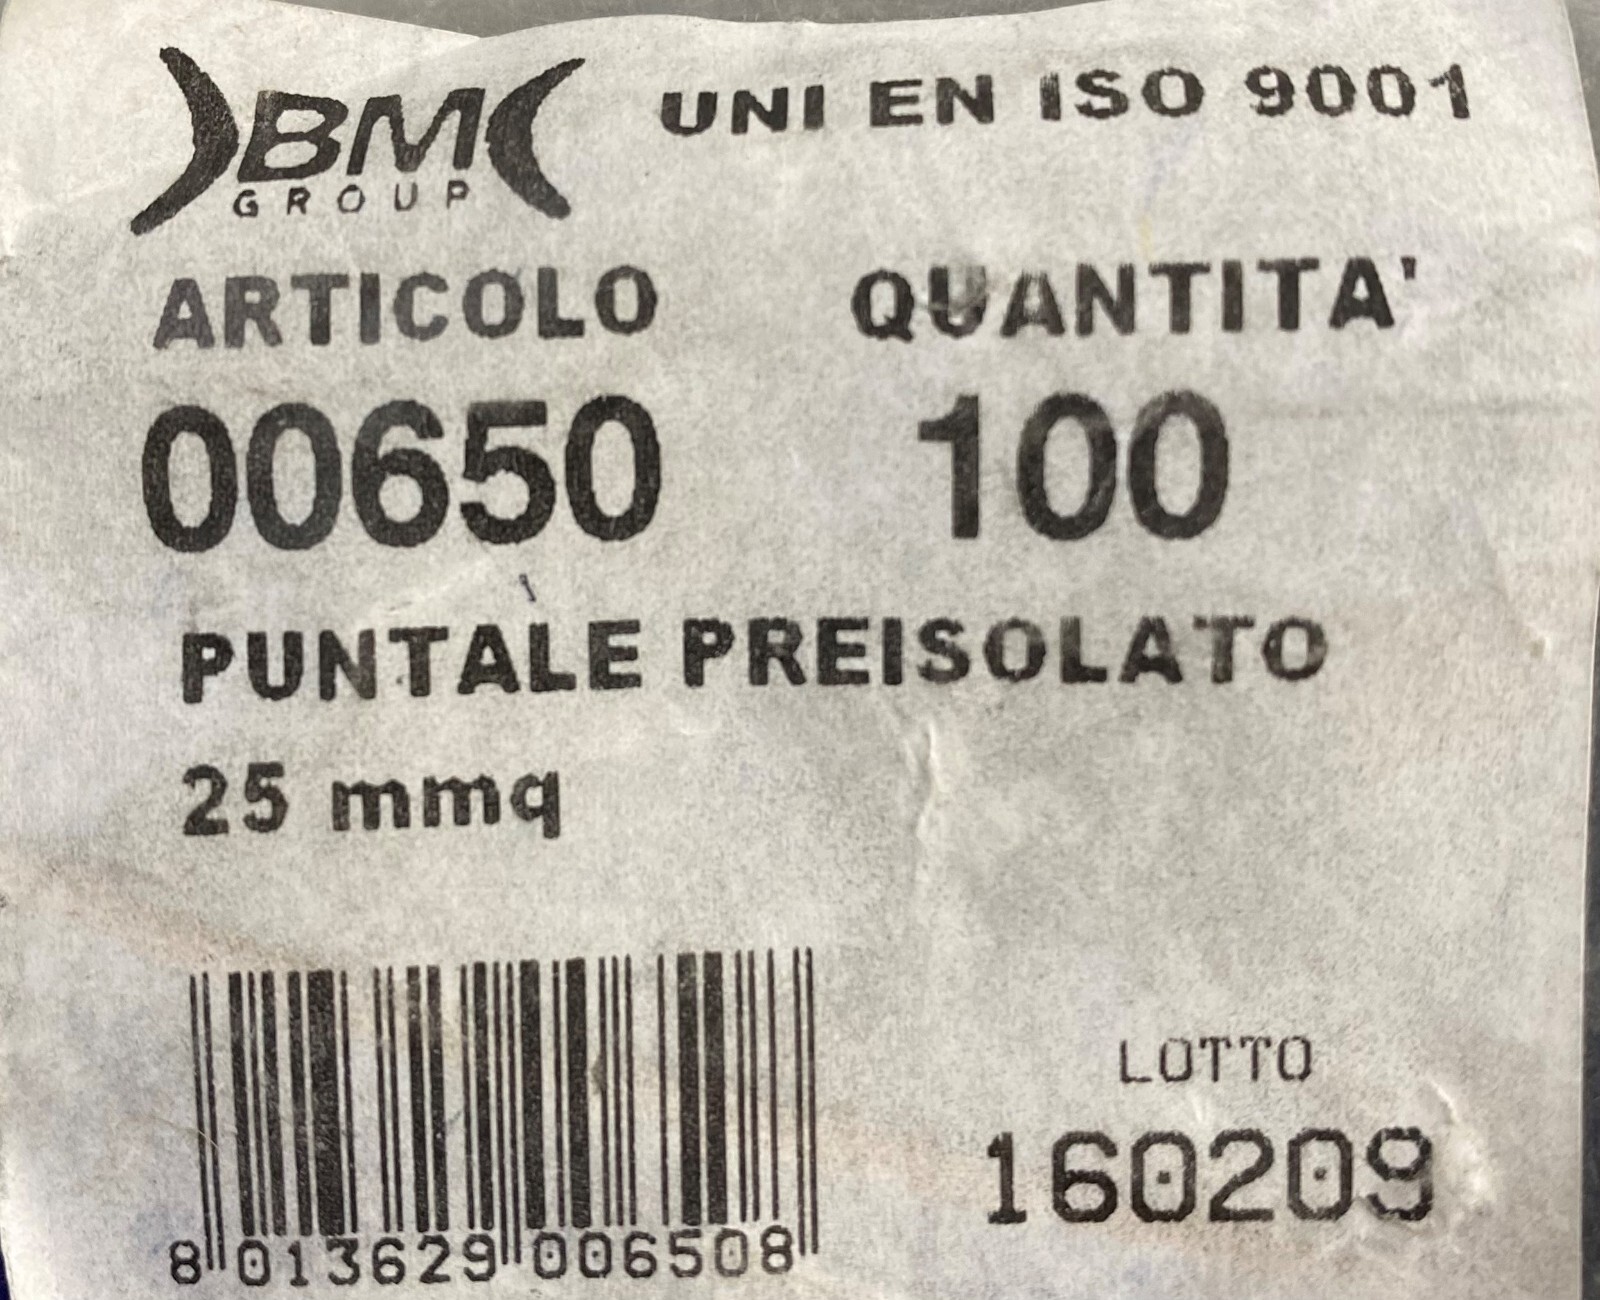 BM GROUP
UNI EN ISO 9001
ARTICOLO QUANTITA'
00650 100
PUNTALE PREISOLATO
25 mmq
LOTTO
160209
8 013629 006508